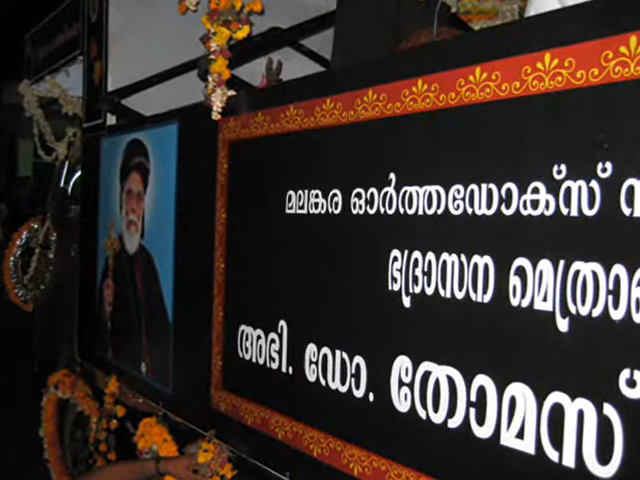 മലങ്കര ഓർത്തഡോക്സ്
ഭദ്രാസന
അഭി. ഡോ. തോമസ്